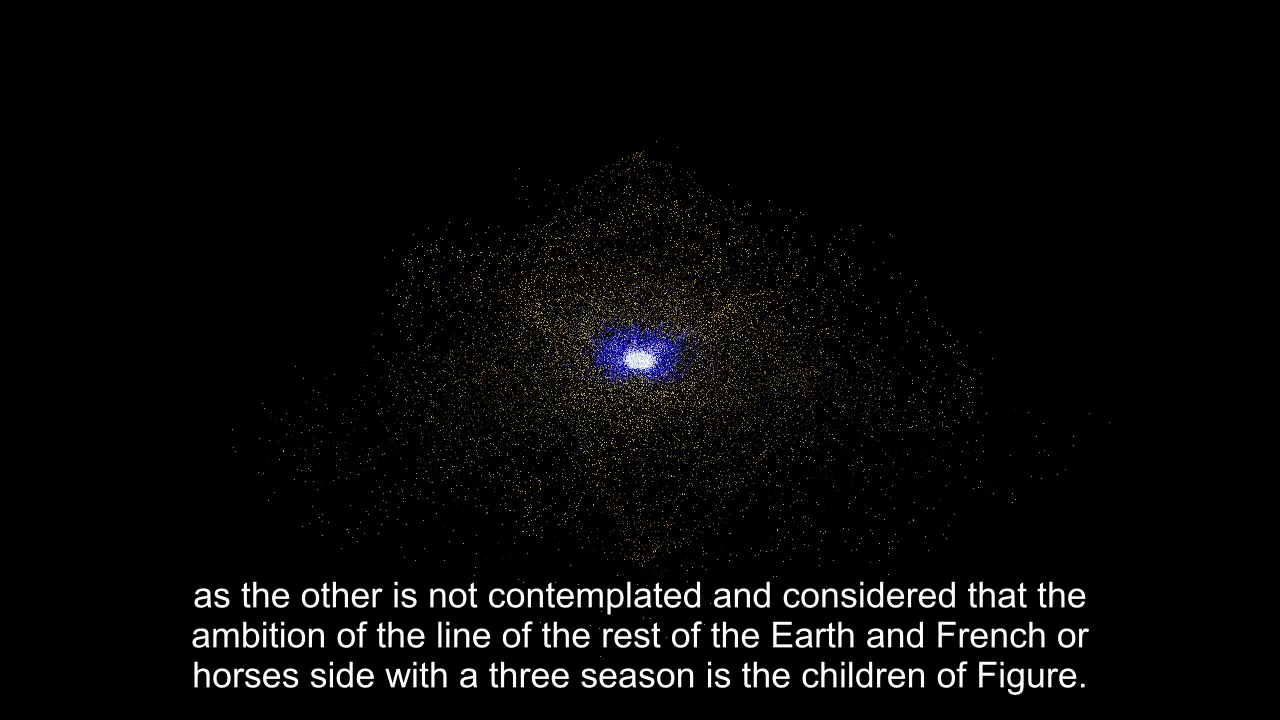 as the other is not contemplated and considered that the
ambition of the line of the rest of the Earth and French or
horses side with a three season is the children of Figure.